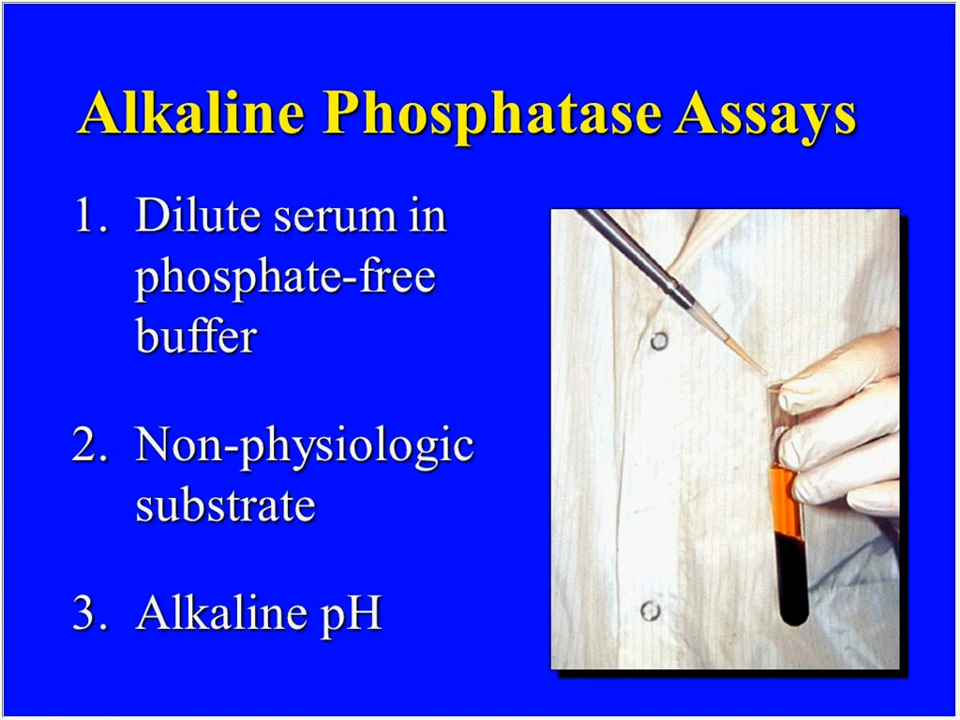 Alkaline Phosphatase Assays
1. Dilute serum in
phosphate-free
buffer
2. Non-physiologic
substrate
3. Alkaline pH